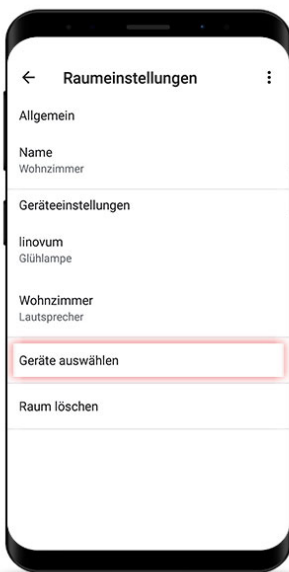 Raumeinstellungen
Allgemein
Name
Wohnzimmer
Geräteeinstellungen
linovum
Glühlampe
Wohnzimmer
Lautsprecher
Geräte auswählen
Raum löschen